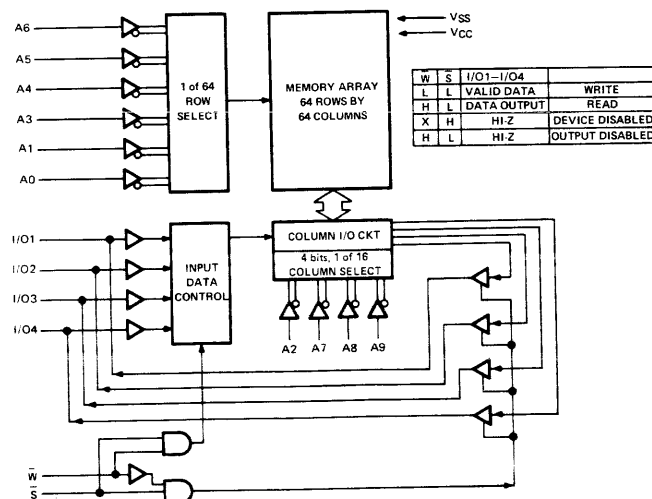 A6
A5
A4
A3
A1
A0
1 of 64
ROW
SELECT
MEMORY ARRAY
64 ROWS BY
64 COLUMNS
VSS
VCC
W̅ S̅ I/O1–I/O4
L L VALID DATA WRITE
H L DATA OUTPUT READ
X H HI-Z DEVICE DISABLED
H L HI-Z OUTPUT DISABLED
I/O1
I/O2
I/O3
I/O4
INPUT
DATA
CONTROL
COLUMN I/O CKT
4 bits, 1 of 16
COLUMN SELECT
A2 A7 A8 A9
W̅
S̅